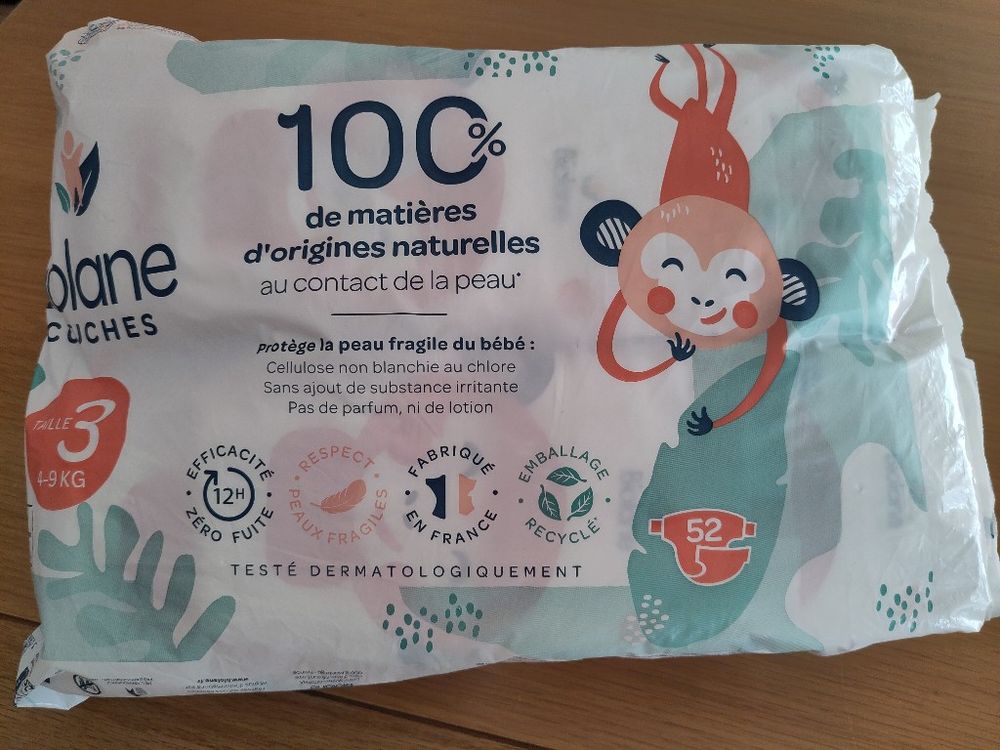 100%
de matières
d'origines naturelles
au contact de la peau*
protège la peau fragile du bébé :
Cellulose non blanchie au chlore
Sans ajout de substance irritante
Pas de parfum, ni de lotion
olane
COUCHES
TAILLE 3
4-9 KG
EFFICACITÉ
12H
ZÉRO FUITE
RESPECT
PEAUX FRAGILES
FABRIQUÉ
EN FRANCE
EMBALLAGE
RECYCLÉ*
52
TESTÉ DERMATOLOGIQUEMENT